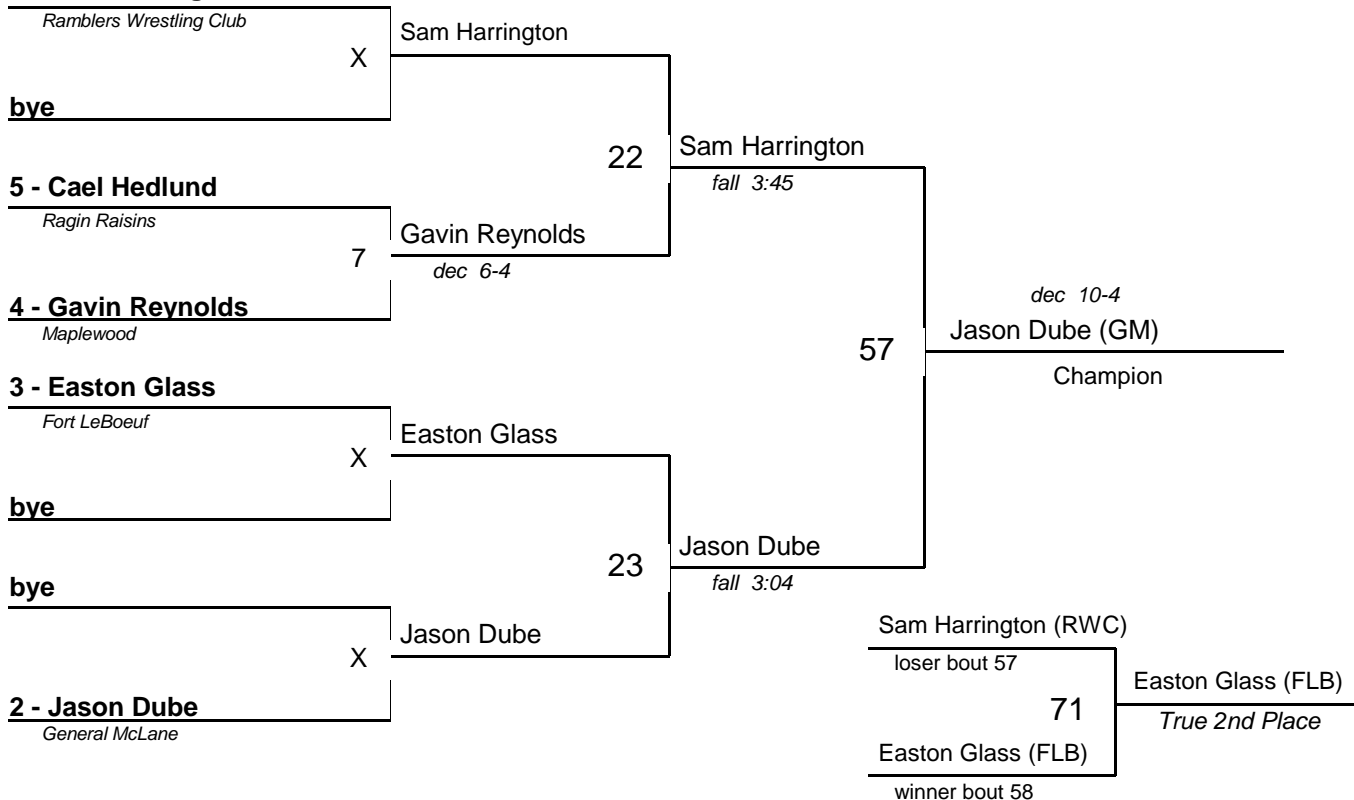 Ramblers Wrestling Club
X
Sam Harrington
bye
22
Sam Harrington
fall 3:45
5 - Cael Hedlund
Ragin Raisins
7
Gavin Reynolds
dec 6-4
4 - Gavin Reynolds
Maplewood
57
dec 10-4
Jason Dube (GM)
Champion
3 - Easton Glass
Fort LeBoeuf
X
Easton Glass
bye
23
Jason Dube
fall 3:04
bye
X
Jason Dube
2 - Jason Dube
General McLane
Sam Harrington (RWC)
loser bout 57
71
Easton Glass (FLB)
True 2nd Place
Easton Glass (FLB)
winner bout 58